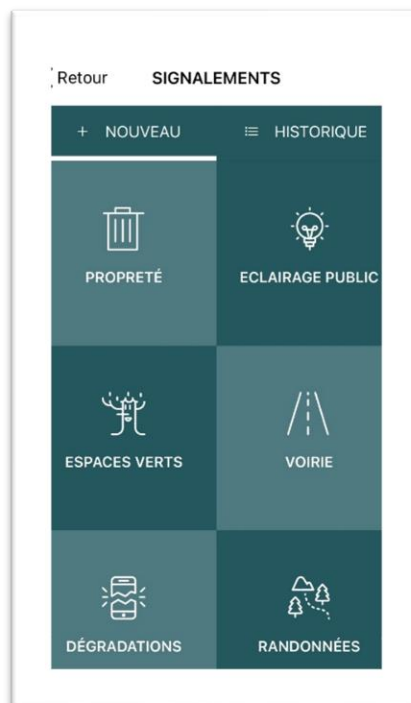 Retour SIGNALEMENTS
+ NOUVEAU HISTORIQUE
PROPRETÉ ECLAIRAGE PUBLIC
ESPACES VERTS VOIRIE
DÉGRADATIONS RANDONNÉES